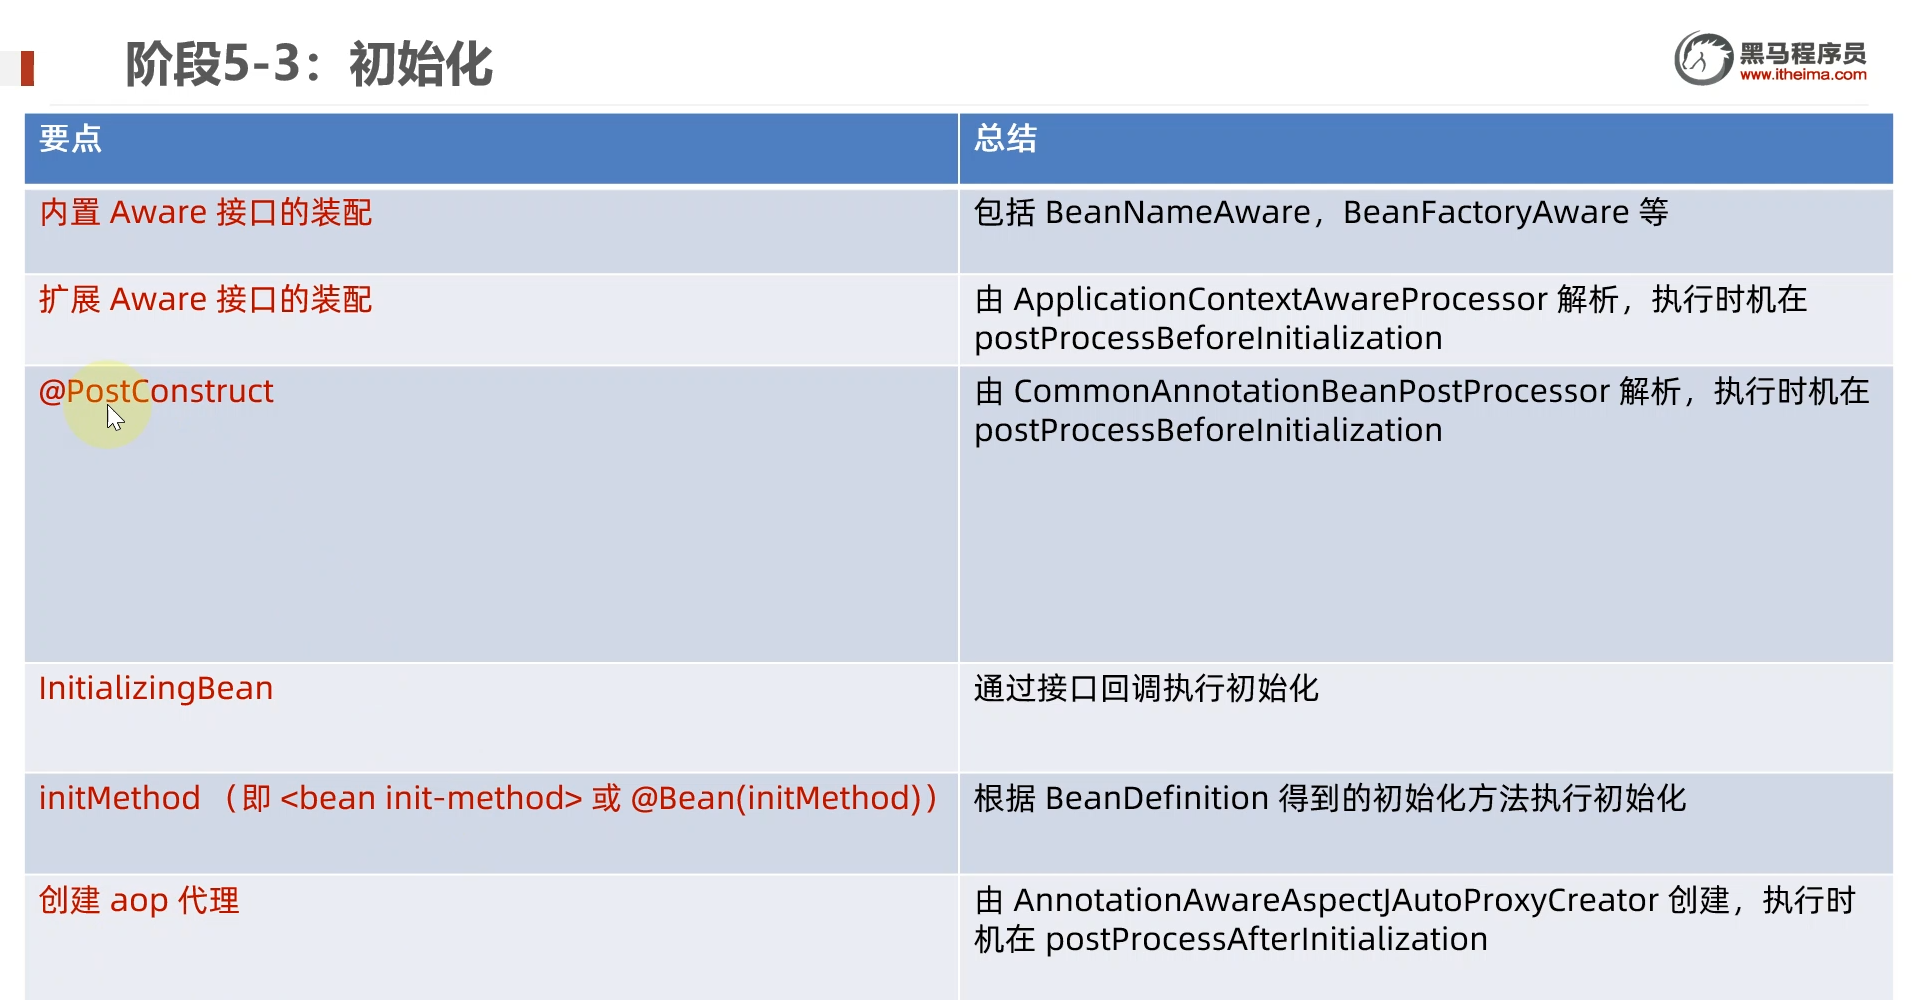 阶段5-3：初始化
黑马程序员
www.itheima.com
要点
总结
内置 Aware 接口的装配
包括 BeanNameAware，BeanFactoryAware 等
扩展 Aware 接口的装配
由 ApplicationContextAwareProcessor 解析，执行时机在
postProcessBeforeInitialization
@PostConstruct
由 CommonAnnotationBeanPostProcessor 解析，执行时机在
postProcessBeforeInitialization
InitializingBean
通过接口回调执行初始化
initMethod （即 <bean init-method> 或 @Bean(initMethod)）
根据 BeanDefinition 得到的初始化方法执行初始化
创建 aop 代理
由 AnnotationAwareAspectJAutoProxyCreator 创建，执行时
机在 postProcessAfterInitialization